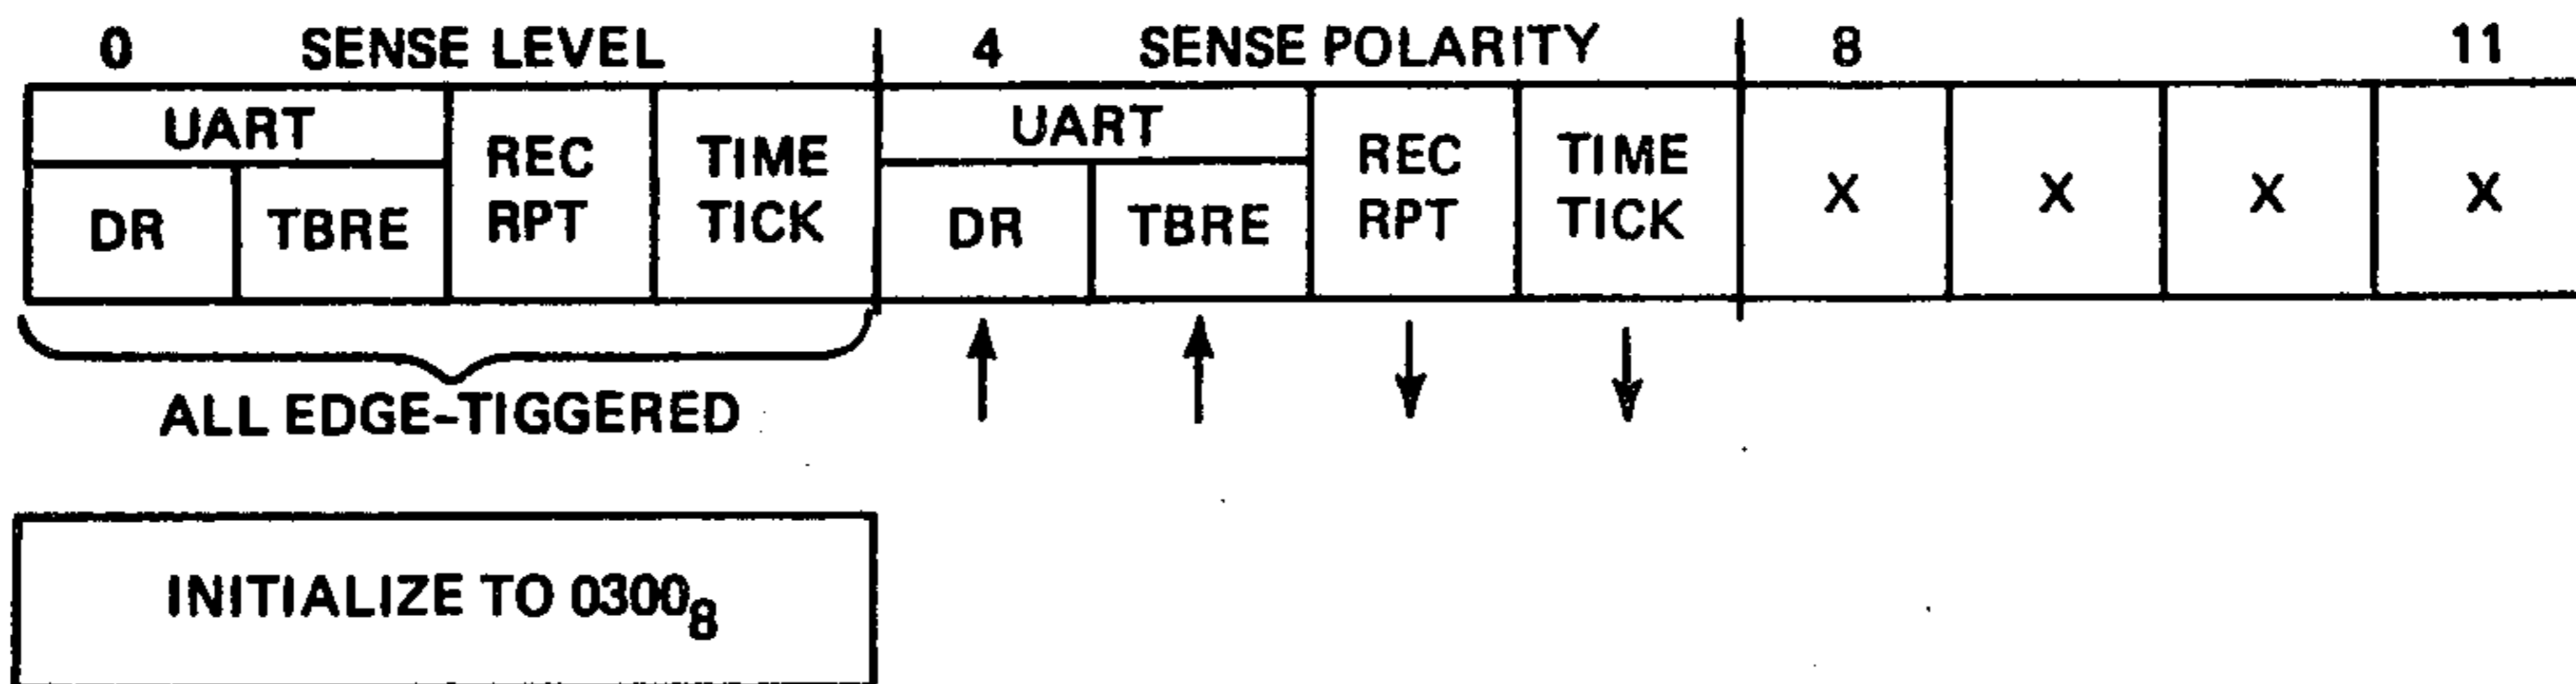 0 SENSE LEVEL 4 SENSE POLARITY 8 11
UART REC RPT TIME TICK UART REC RPT TIME TICK X X X X
DR TBRE DR TBRE
ALL EDGE-TIGGERED
INITIALIZE TO 0300₈